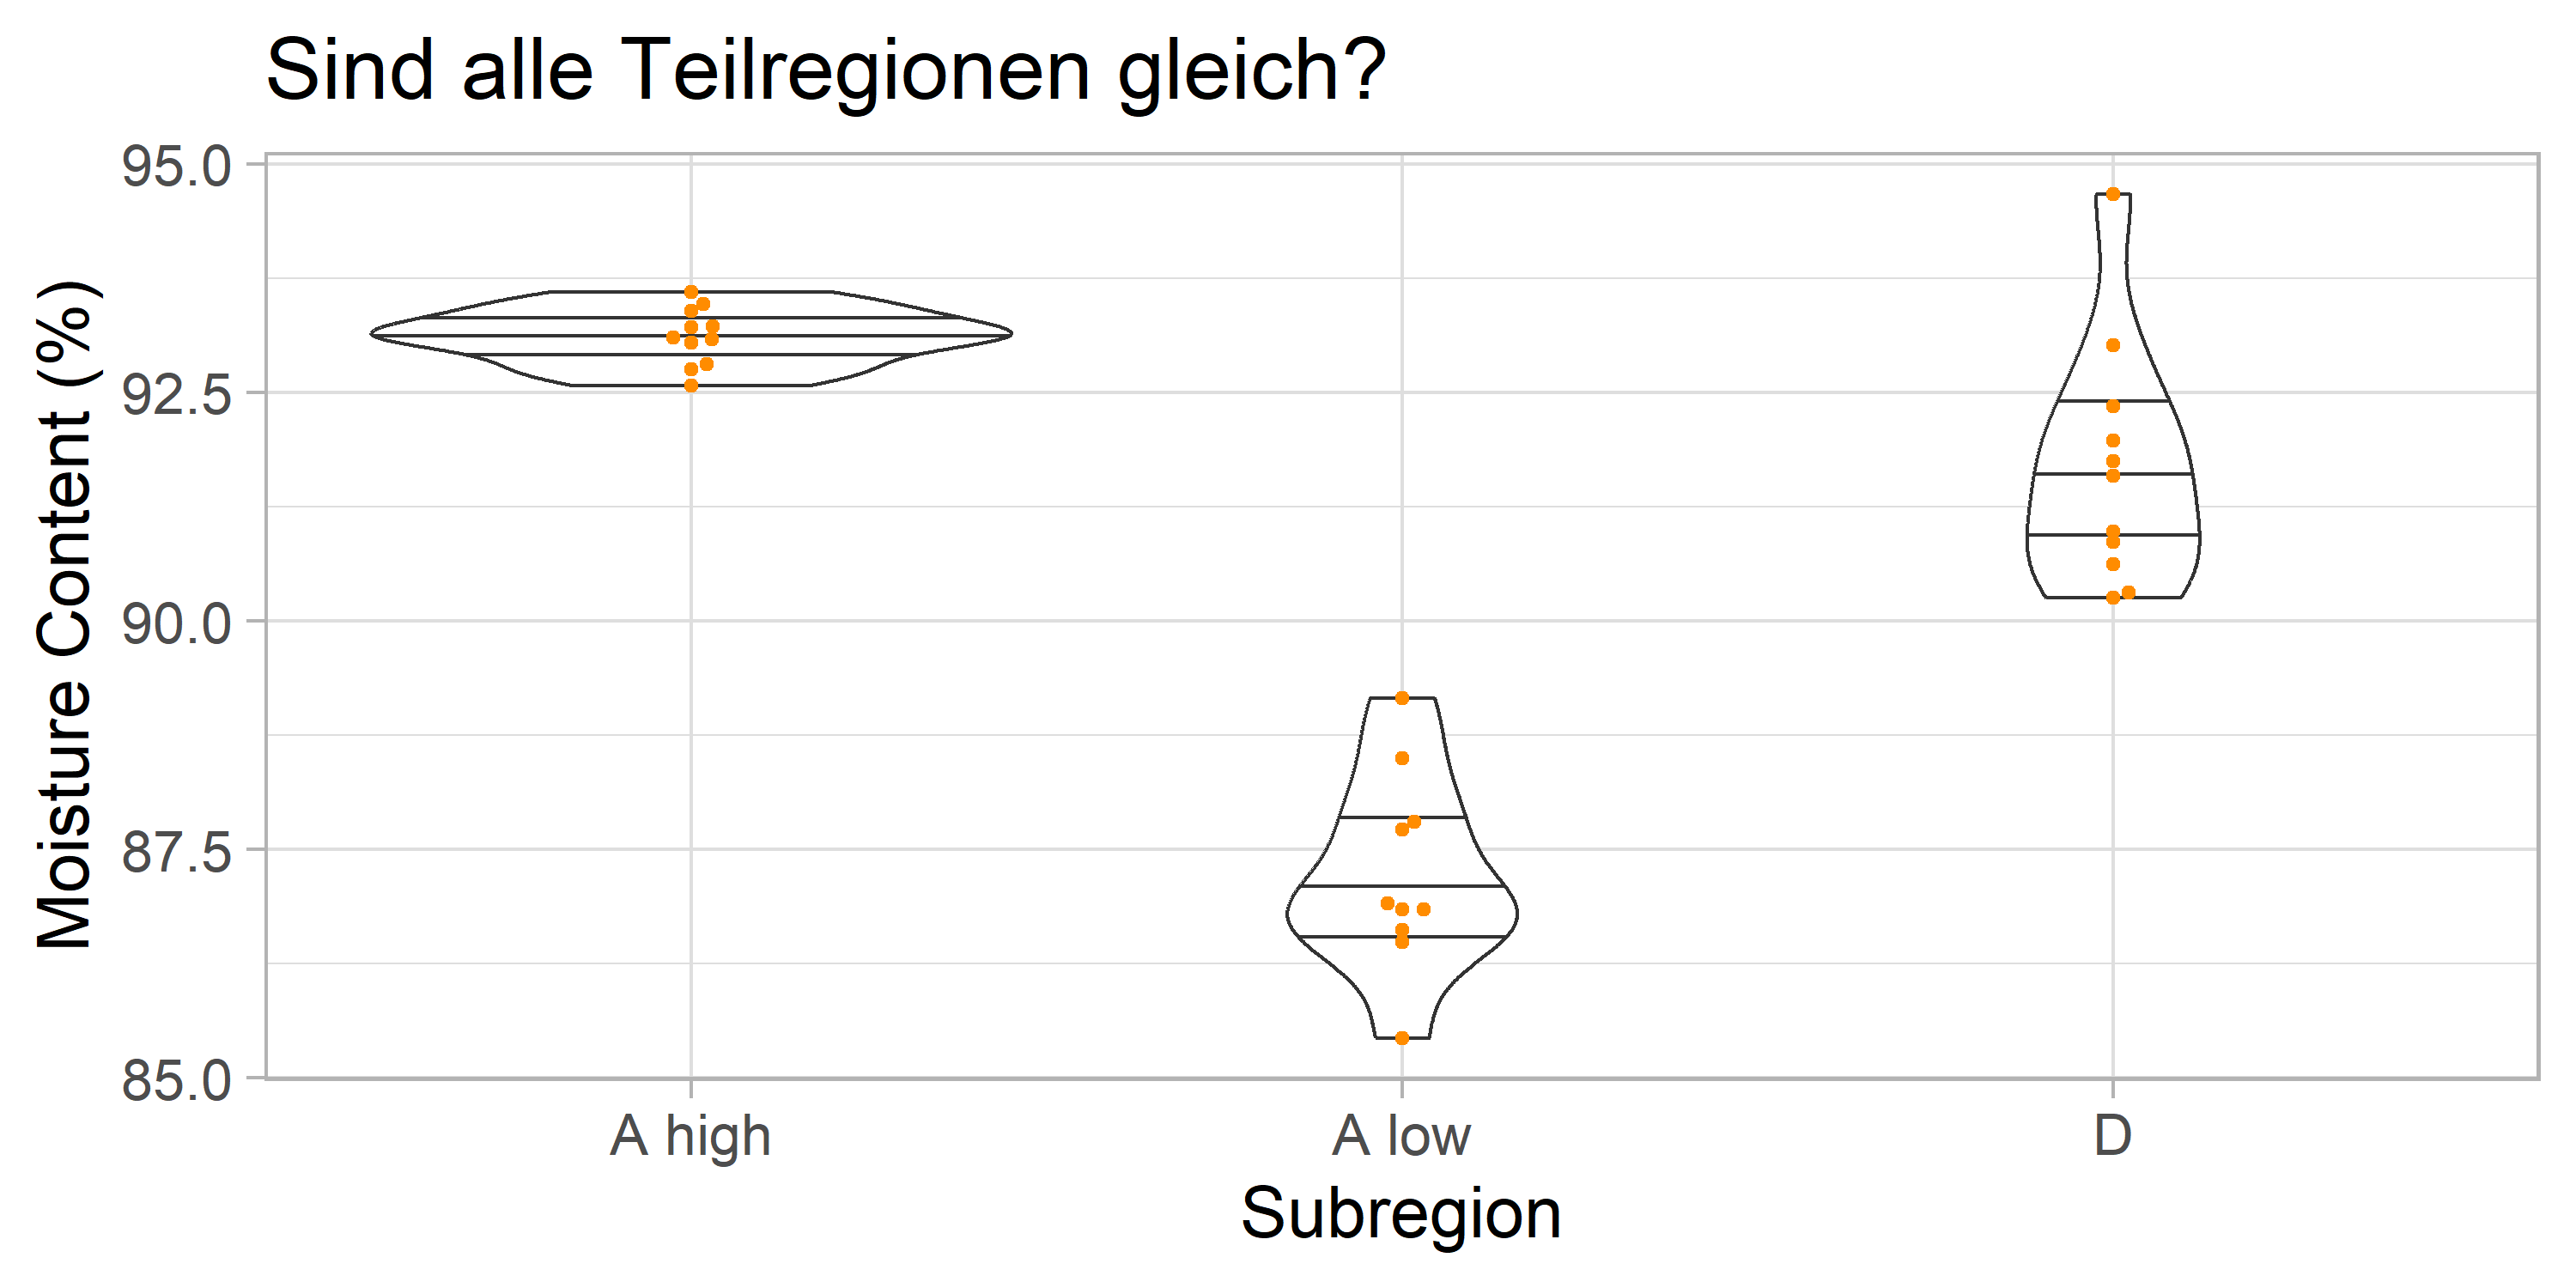 Sind alle Teilregionen gleich?
Moisture Content (%)
95.0
92.5
90.0
87.5
85.0
A high
A low
D
Subregion